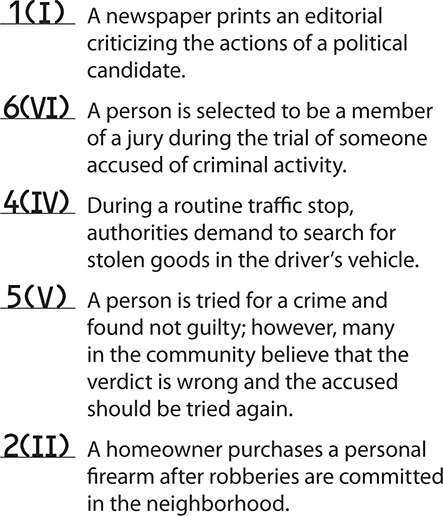 1(I) A newspaper prints an editorial
criticizing the actions of a political
candidate.
6(VI) A person is selected to be a member
of a jury during the trial of someone
accused of criminal activity.
4(IV) During a routine traffic stop,
authorities demand to search for
stolen goods in the driver's vehicle.
5(V) A person is tried for a crime and
found not guilty; however, many
in the community believe that the
verdict is wrong and the accused
should be tried again.
2(II) A homeowner purchases a personal
firearm after robberies are committed
in the neighborhood.